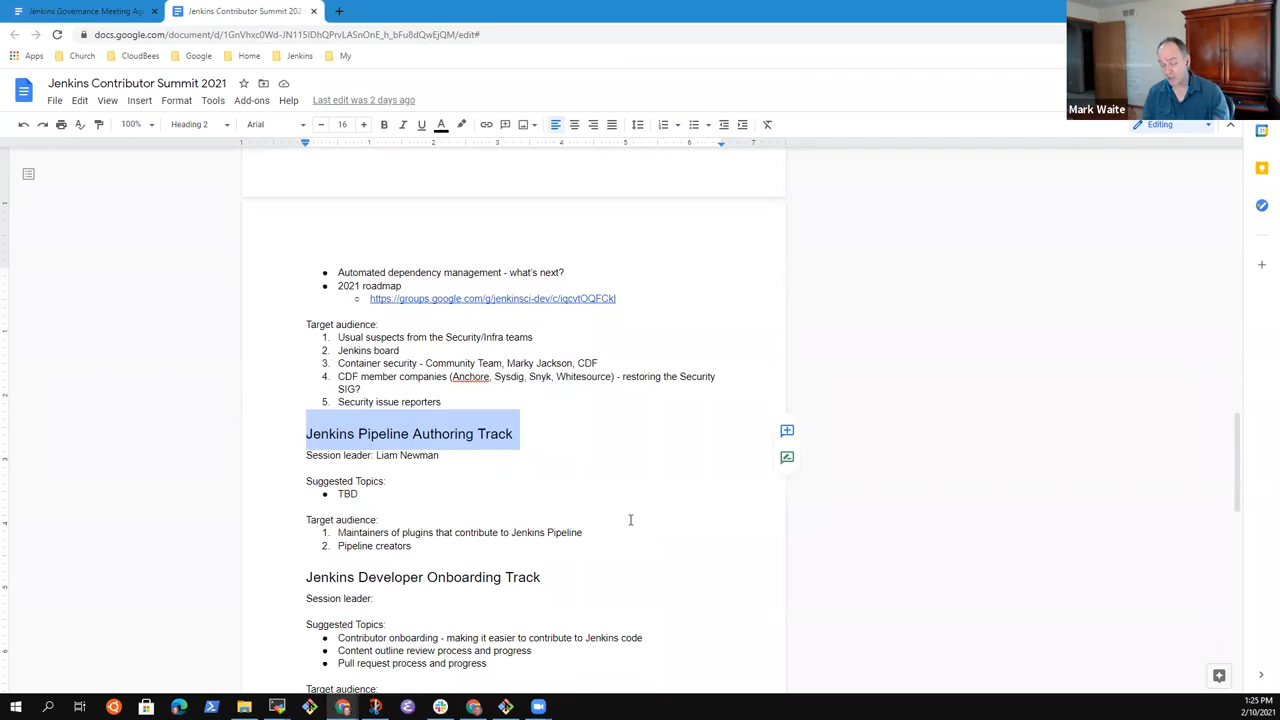 Jenkins Governance Meeting Ag
Jenkins Contributor Summit 202
docs.google.com/document/d/1GnVhxc0Wd-JN115IDhQPrvLASnOnE_h_bFu8dQwEjQM/edit#
Apps
Church
CloudBees
Google
Home
Jenkins
My
Mark Waite
Jenkins Contributor Summit 2021
File Edit View Insert Format Tools Add-ons Help Last edit was 2 days ago
100% Heading 2 Arial 16 B I U A
Editing
1 1 2 3 4 5 6 7
Automated dependency management - what's next?
2021 roadmap
https://groups.google.com/g/jenkinsci-dev/c/iqcvtOQFCkI
Target audience:
1. Usual suspects from the Security/Infra teams
2. Jenkins board
3. Container security - Community Team, Marky Jackson, CDF
4. CDF member companies (Anchore, Sysdig, Snyk, Whitesource) - restoring the Security
SIG?
5. Security issue reporters
Jenkins Pipeline Authoring Track
Session leader: Liam Newman
Suggested Topics:
TBD
Target audience:
1. Maintainers of plugins that contribute to Jenkins Pipeline
2. Pipeline creators
Jenkins Developer Onboarding Track
Session leader:
Suggested Topics:
Contributor onboarding - making it easier to contribute to Jenkins code
Content outline review process and progress
Pull request process and progress
Target audience:
1:25 PM
2/10/2021